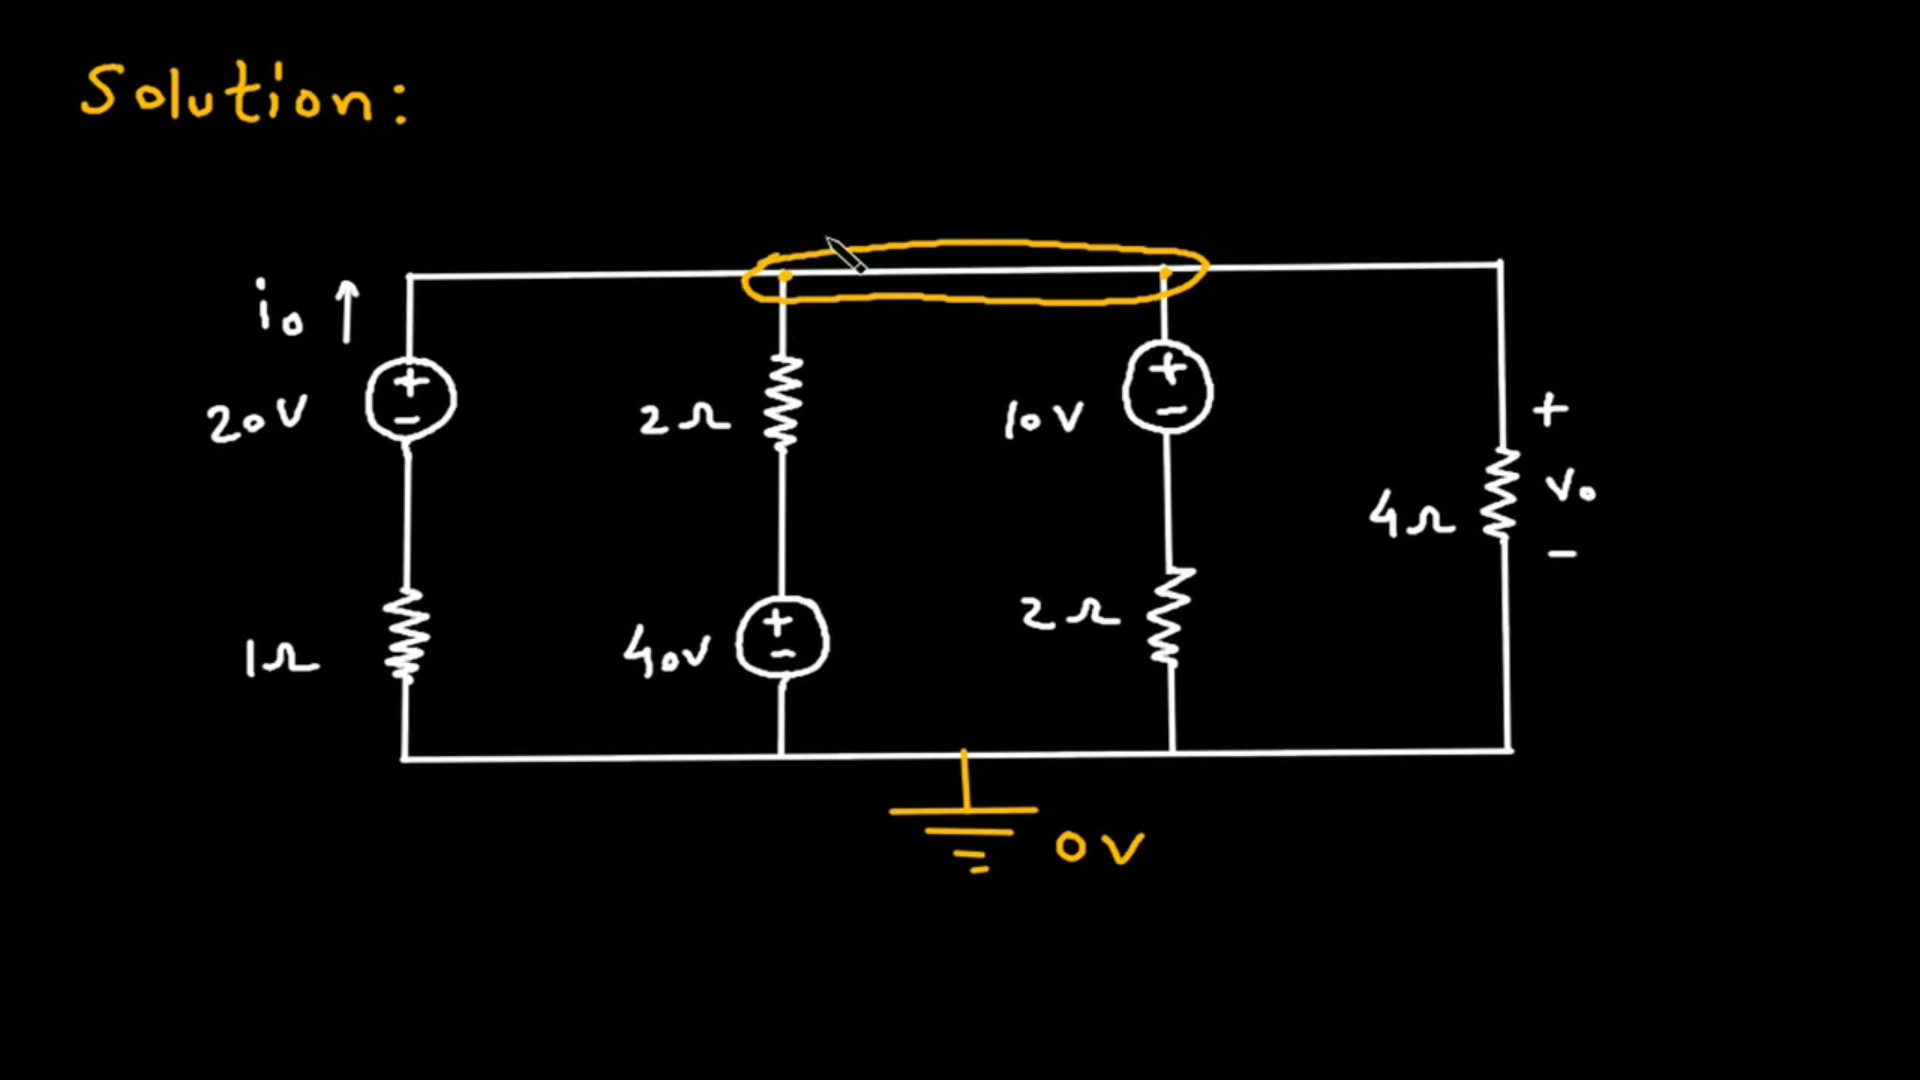 Solution:
i₀ ↑
+
-
20V
2Ω
+
-
10V
+
4Ω
v₀
-
1Ω
+
-
40V
2Ω
0V